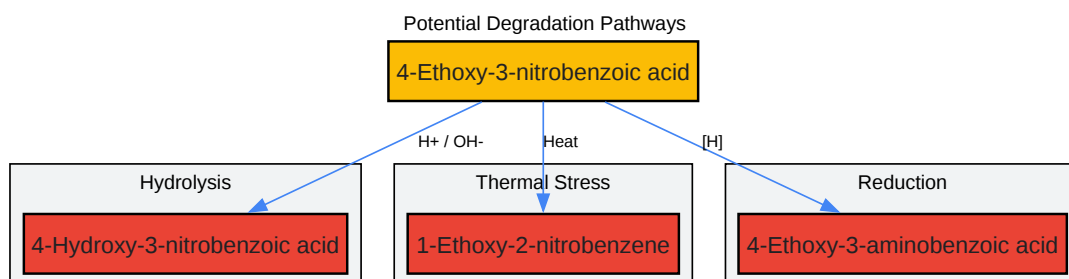 Potential Degradation Pathways
4-Ethoxy-3-nitrobenzoic acid
H+ / OH-
Heat
[H]
Hydrolysis
Thermal Stress
Reduction
4-Hydroxy-3-nitrobenzoic acid
1-Ethoxy-2-nitrobenzene
4-Ethoxy-3-aminobenzoic acid